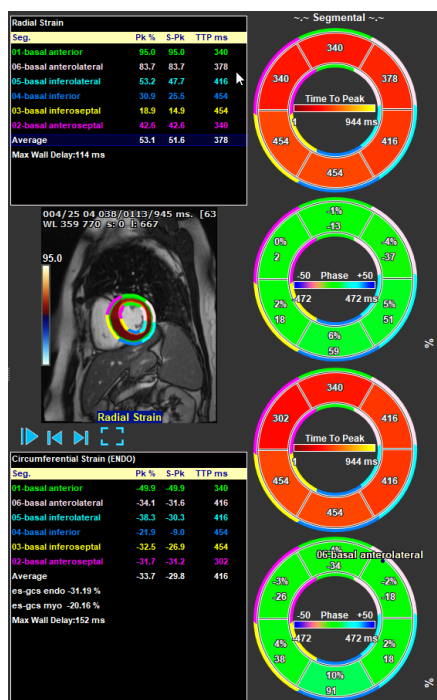 Radial Strain
Seg. Pk % S-Pk TTP ms
01-basal anterior 95.0 95.0 340
06-basal anterolateral 83.7 83.7 378
05-basal inferolateral 53.2 47.7 416
04-basal inferior 30.9 25.5 454
03-basal inferoseptal 18.9 14.9 454
02-basal anteroseptal 42.6 42.6 340
Average 53.1 51.6 378
Max Wall Delay:114 ms
004/25 04_038/0113/945 ms. [63
WL 359 770 s: 0 l: 667
95.0
Radial Strain
Circumferential Strain (ENDO)
Seg. Pk % S-Pk TTP ms
01-basal anterior -49.9 -49.9 340
06-basal anterolateral -34.1 -31.6 416
05-basal inferolateral -38.3 -30.3 416
04-basal inferior -21.9 -9.0 454
03-basal inferoseptal -32.5 -26.9 454
02-basal anteroseptal -31.7 -31.2 302
Average -33.7 -29.8 416
es-gcs endo -31.19 %
es-gcs myo -20.16 %
Max Wall Delay:152 ms
~.~ Segmental ~.~
340
340 378
Time To Peak
1 944 ms
454 416
454
-1%
-13
0% -4%
2 -37
-50 Phase +50
-472 472 ms
2% 5%
18 51
6%
59
%
340
302 416
Time To Peak
1 944 ms
454 416
454
06-basal anterolateral
-34
-3% -2%
-26 -18
-50 Phase +50
-472 472 ms
4% 2%
38 18
10%
91
%